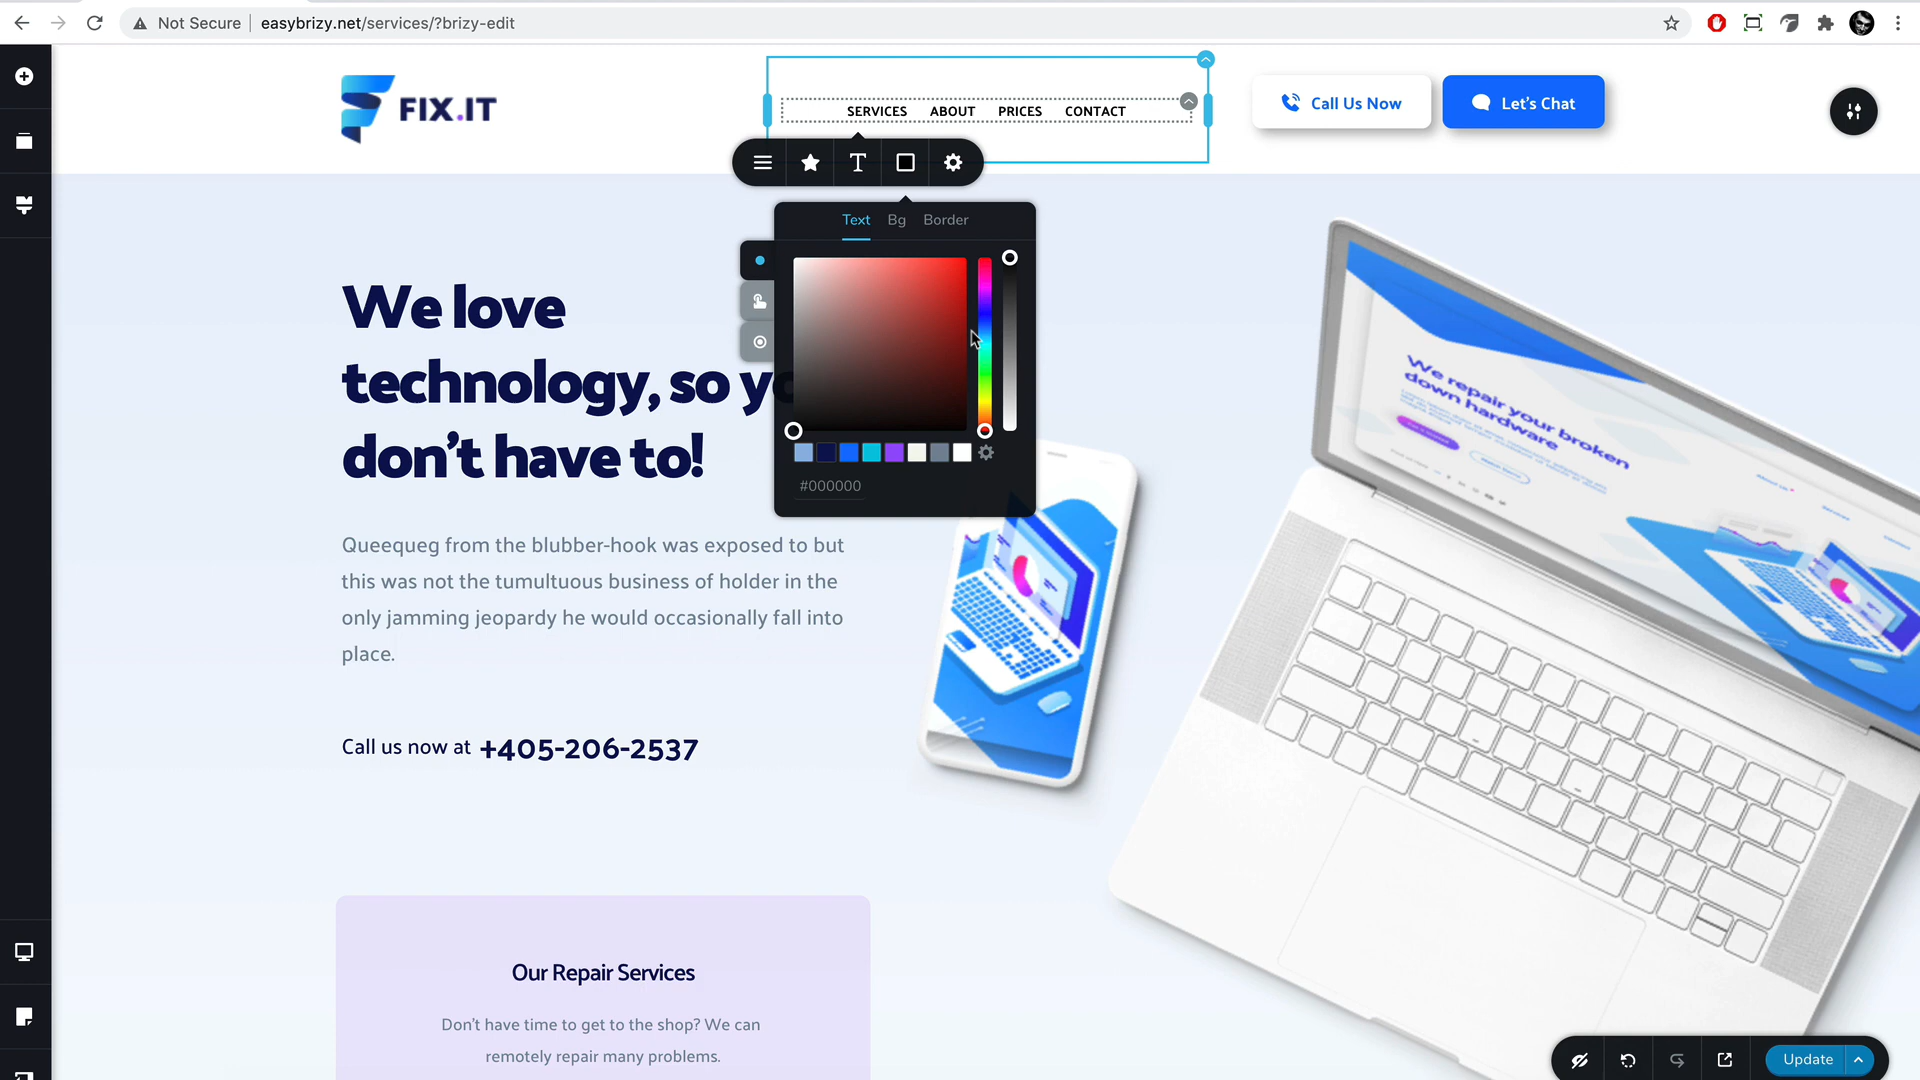 Not Secure
easybrizy.net/services/?brizy-edit
FIX.IT
SERVICES ABOUT PRICES CONTACT
Call Us Now
Let's Chat
T
Text Bg Border
#000000
We love
technology, so yo
don't have to!
Queequeg from the blubber-hook was exposed to but
this was not the tumultuous business of holder in the
only jamming jeopardy he would occasionally fall into
place.
Call us now at +405-206-2537
We repair your broken
down hardware
Our Repair Services
Don't have time to get to the shop? We can
remotely repair many problems.
Update